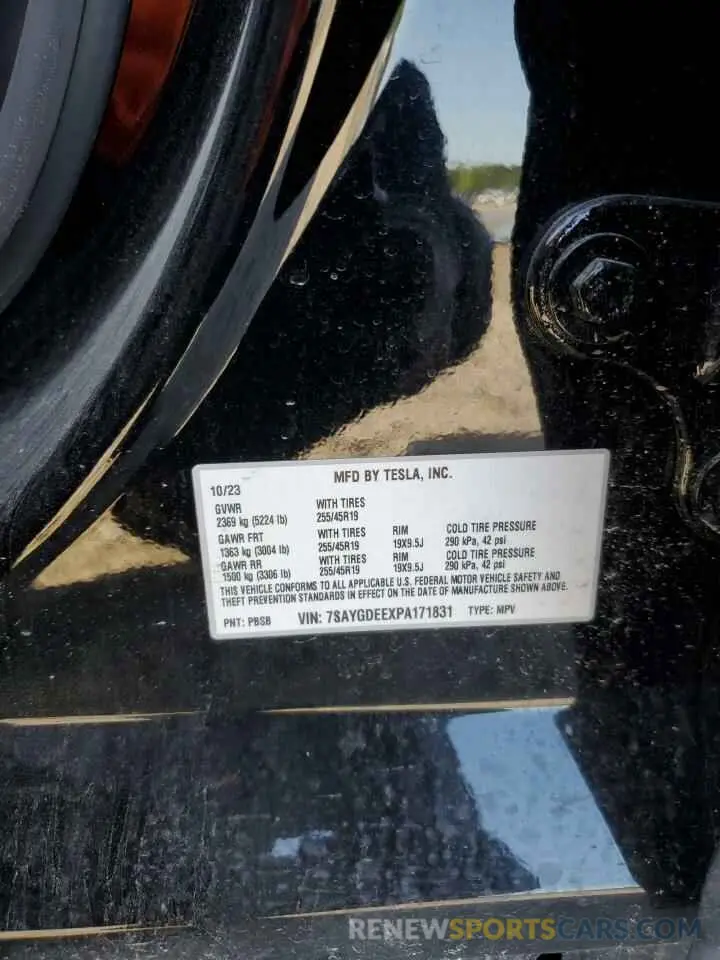 MFD BY TESLA, INC.
10/23
GVWR WITH TIRES
2369 kg (5224 lb) 255/45R19
GAWR FRT WITH TIRES RIM COLD TIRE PRESSURE
1363 kg (3004 lb) 255/45R19 19X9.5J 290 kPa, 42 psi
GAWR RR WITH TIRES RIM COLD TIRE PRESSURE
1500 kg (3306 lb) 255/45R19 19X9.5J 290 kPa, 42 psi
THIS VEHICLE CONFORMS TO ALL APPLICABLE U.S. FEDERAL MOTOR VEHICLE SAFETY AND
THEFT PREVENTION STANDARDS IN EFFECT ON THE DATE OF MANUFACTURE SHOWN ABOVE.
PNT: PBSB VIN: 7SAYGDEEXPA171831 TYPE: MPV
RENEWSPORTSCARS.COM